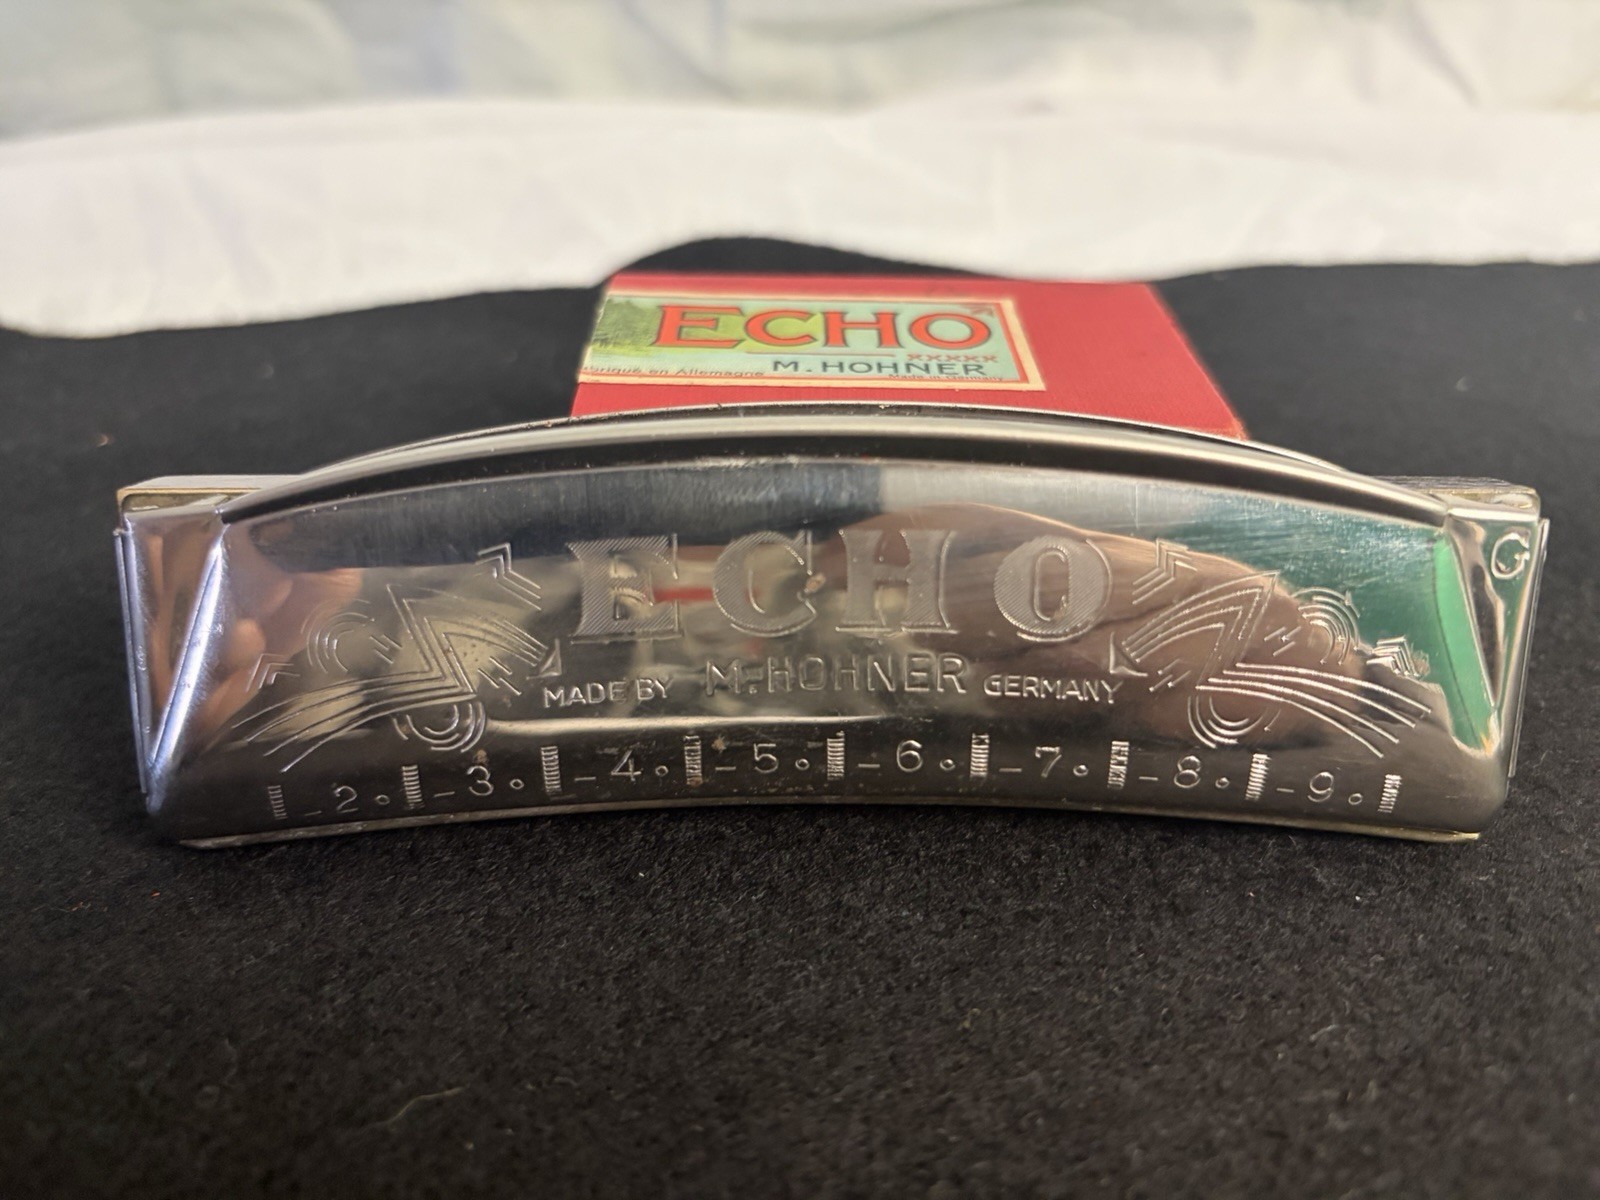 ECHO
M. HOHNER
en Allemagne
Made in Germany
ECHO
G
MADE BY M. HOHNER GERMANY
2 3 4 5 6 7 8 9